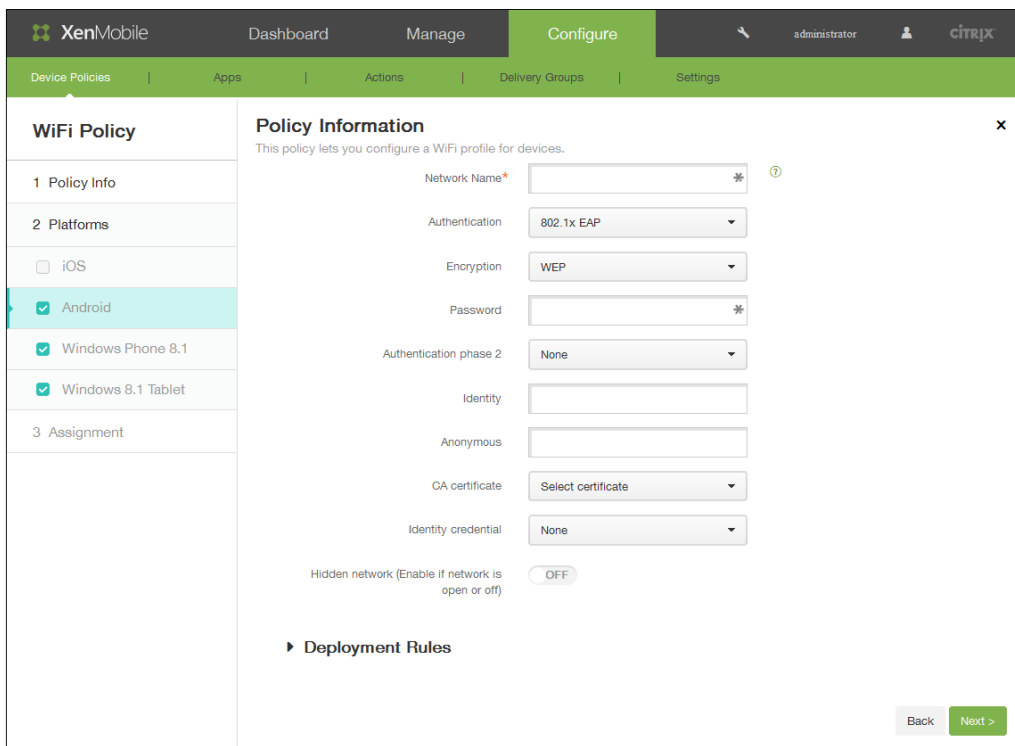 XenMobile Dashboard Manage Configure administrator CİTRIX
Device Policies | Apps | Actions | Delivery Groups | Settings
WiFi Policy
1 Policy Info
2 Platforms
iOS
Android
Windows Phone 8.1
Windows 8.1 Tablet
3 Assignment
Policy Information
This policy lets you configure a WiFi profile for devices.
Network Name*
Authentication 802.1x EAP
Encryption WEP
Password
Authentication phase 2 None
Identity
Anonymous
CA certificate Select certificate
Identity credential None
Hidden network (Enable if network is
open or off) OFF
Deployment Rules
Back Next >